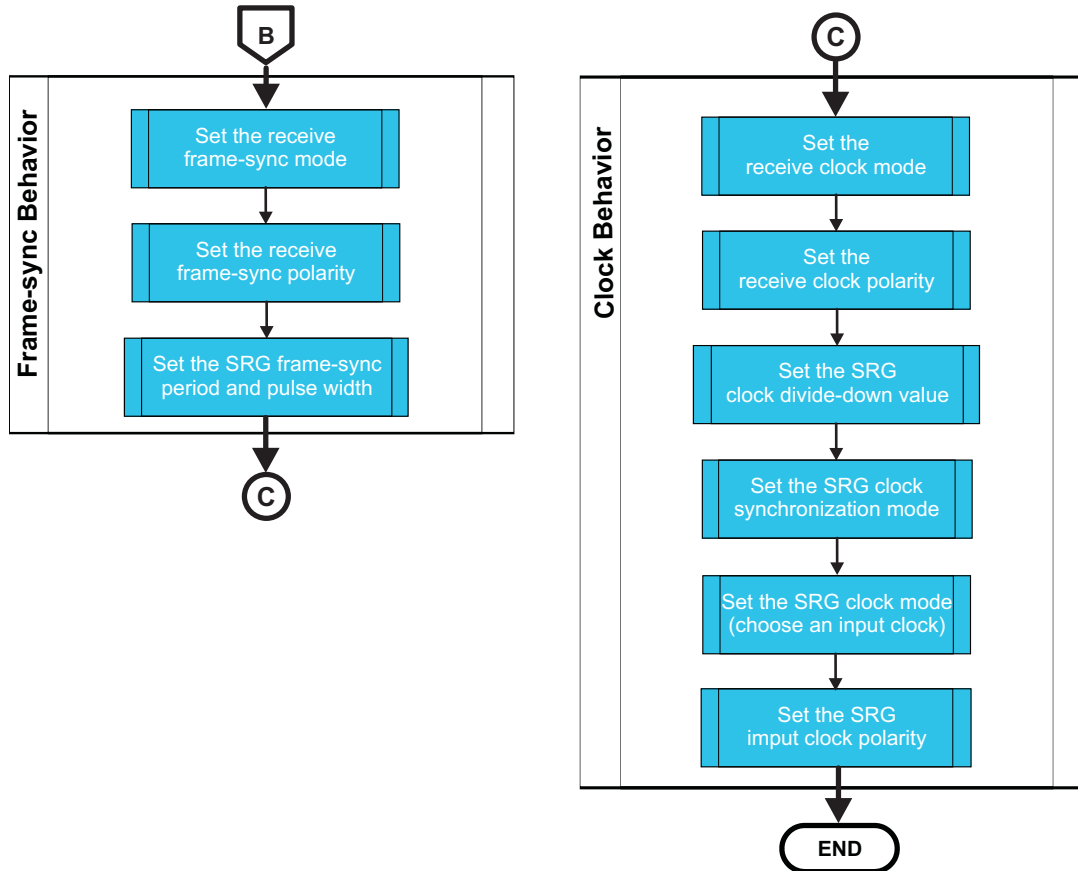 B
Frame-sync Behavior
Set the receive
frame-sync mode
Set the receive
frame-sync polarity
Set the SRG frame-sync
period and pulse width
C
C
Clock Behavior
Set the
receive clock mode
Set the
receive clock polarity
Set the SRG
clock divide-down value
Set the SRG clock
synchronization mode
Set the SRG clock mode
(choose an input clock)
Set the SRG
imput clock polarity
END